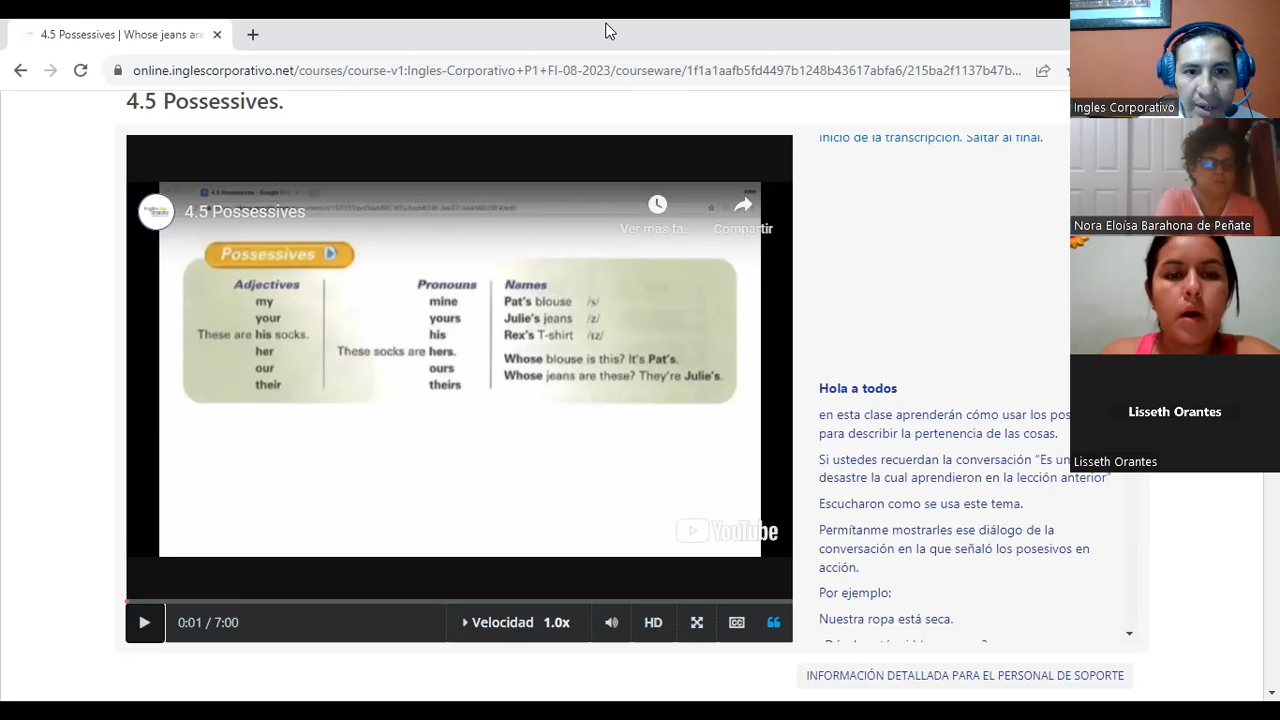 4.5 Possessives | Whose jeans are
online.inglescorporativo.net/courses/course-v1:Ingles-Corporativo+P1+FI-08-2023/courseware/1f1a1aafb5fd4497b1248b43617abfa6/215ba2f1137b47b...
4.5 Possessives.
4.5 Possessives
Ver más ta...
Compartir
Possessives
Adjectives
my
your
These are his socks.
her
our
their
Pronouns
mine
yours
his
These socks are hers.
ours
theirs
Names
Pat's blouse /s/
Julie's jeans /z/
Rex's T-shirt /ɪz/
Whose blouse is this? It's Pat's.
Whose jeans are these? They're Julie's.
YouTube
0:01 / 7:00
Velocidad 1.0x
HD
Inicio de la transcripción. Saltar al final.
Hola a todos
en esta clase aprenderán cómo usar los pos
para describir la pertenencia de las cosas.
Si ustedes recuerdan la conversación "Es un
desastre la cual aprendieron en la lección anterior"
Escucharon como se usa este tema.
Permítanme mostrarles ese diálogo de la
conversación en la que señaló los posesivos en
acción.
Por ejemplo:
Nuestra ropa está seca.
INFORMACIÓN DETALLADA PARA EL PERSONAL DE SOPORTE
Ingles Corporativo
Nora Eloísa Barahona de Peñate
Lisseth Orantes
Lisseth Orantes